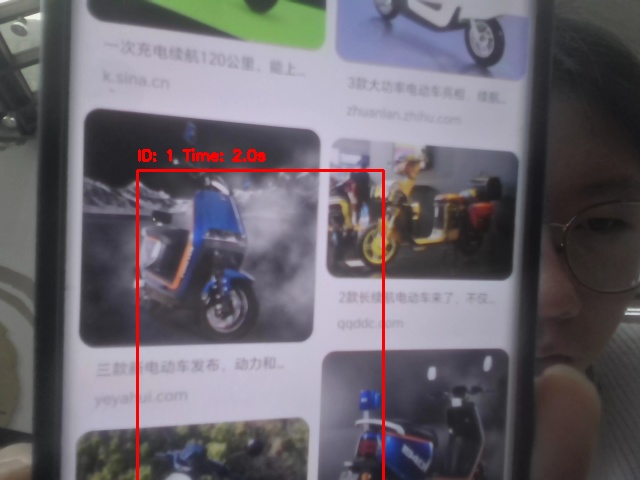 一次充电续航120公里，能上...
k.sina.cn
3款大功率电动车亮相，续航...
zhuanlan.zhihu.com
ID: 1 Time: 2.0s
2款长续航电动车来了，不仅...
qqddc.com
三款新电动车发布，动力和...
yeyahui.com